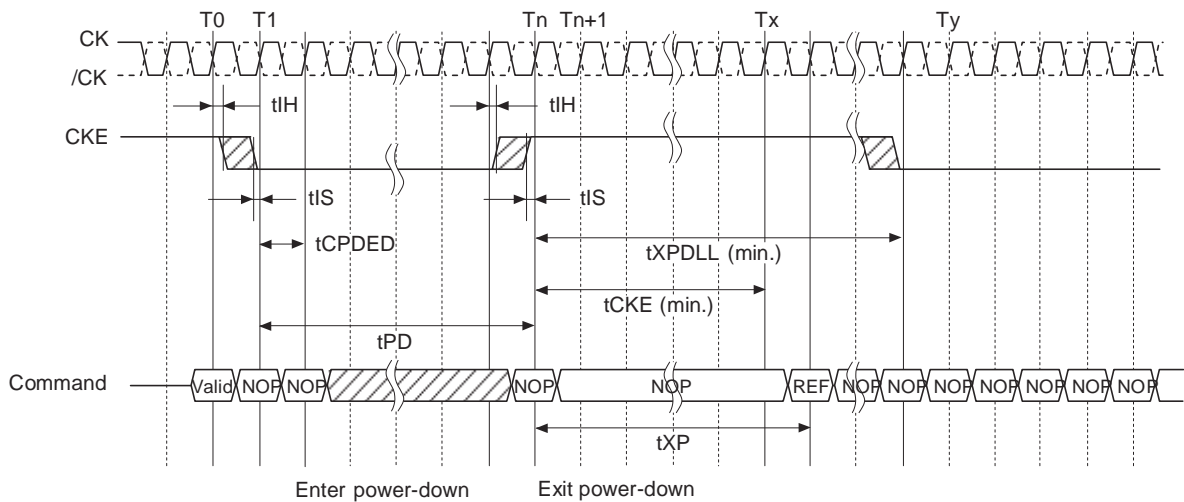 T0 T1 Tn Tn+1 Tx Ty
CK
/CK
tIH tIH
CKE
tIS tIS
tCPDED
tXPDLL (min.)
tCKE (min.)
tPD
Command Valid NOP NOP NOP NOP REF NOP NOP NOP NOP NOP NOP NOP
tXP
Enter power-down Exit power-down